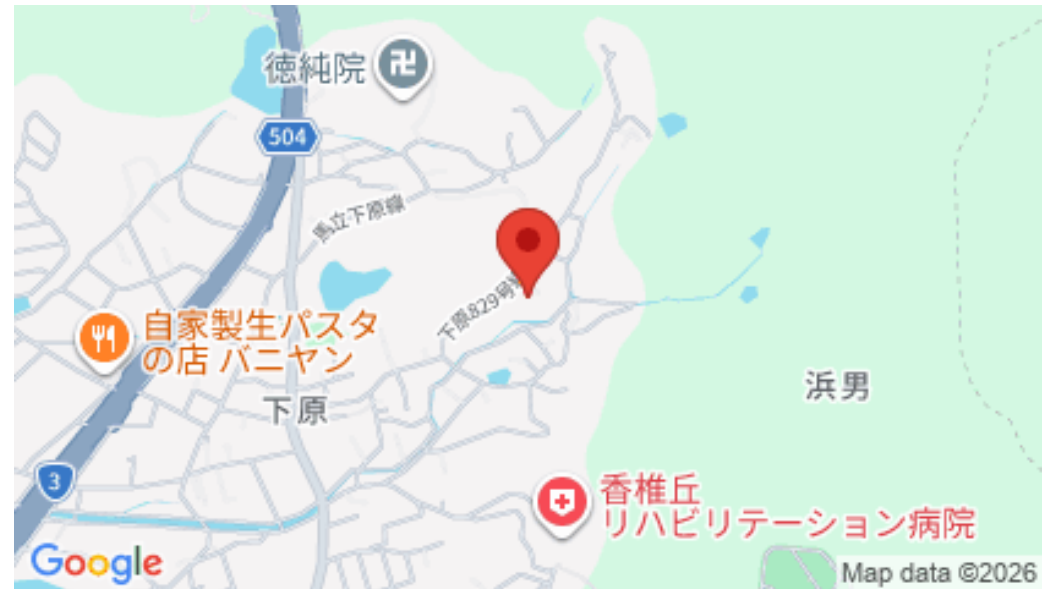 徳純院
504
馬立下原線
下原829号
自家製生パスタ
の店 バニヤン
下原
浜男
3
香椎丘
リハビリテーション病院
Google
Map data ©2026